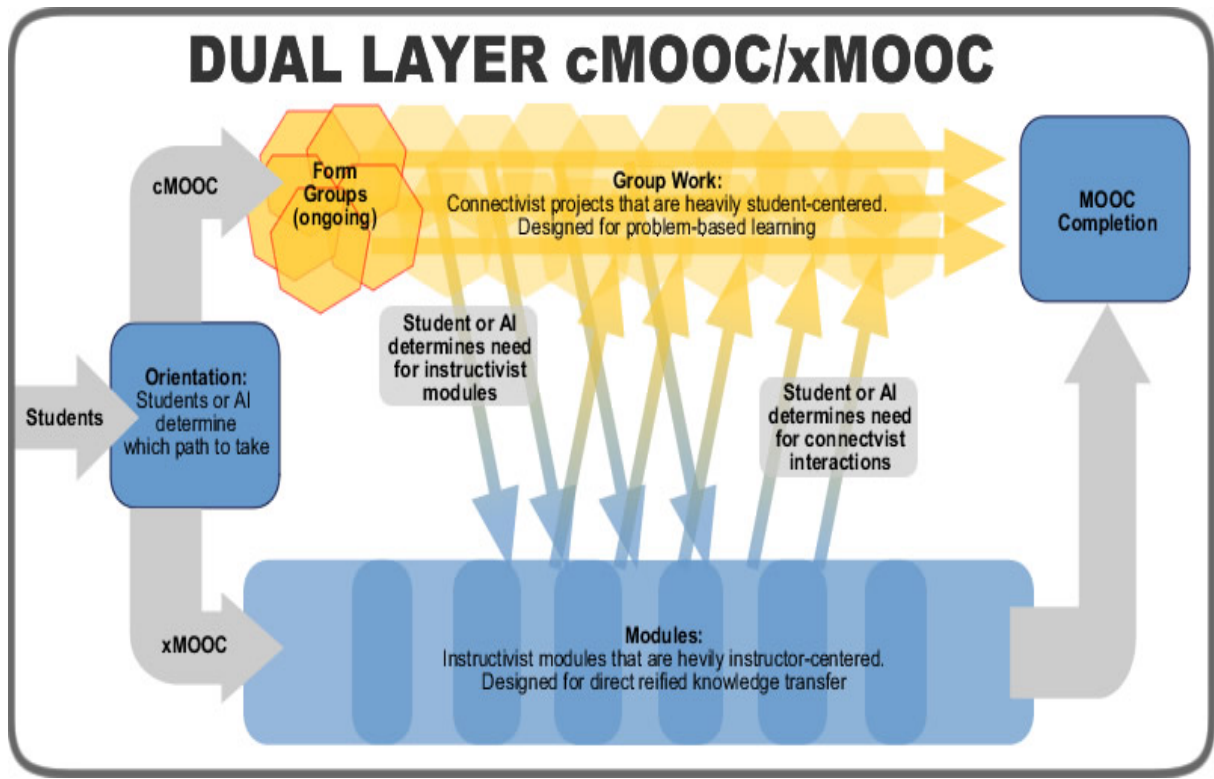 DUAL LAYER cMOOC/xMOOC
cMOOC
Form
Groups
(ongoing)
Group Work:
Connectivist projects that are heavily student-centered.
Designed for problem-based learning
MOOC
Completion
Student or AI
determines need
for instructivist
modules
Students
Orientation:
Students or AI
determine
which path to take
Student or AI
determines need
for connectvist
interactions
xMOOC
Modules:
Instructivist modules that are hevily instructor-centered.
Designed for direct reified knowledge transfer